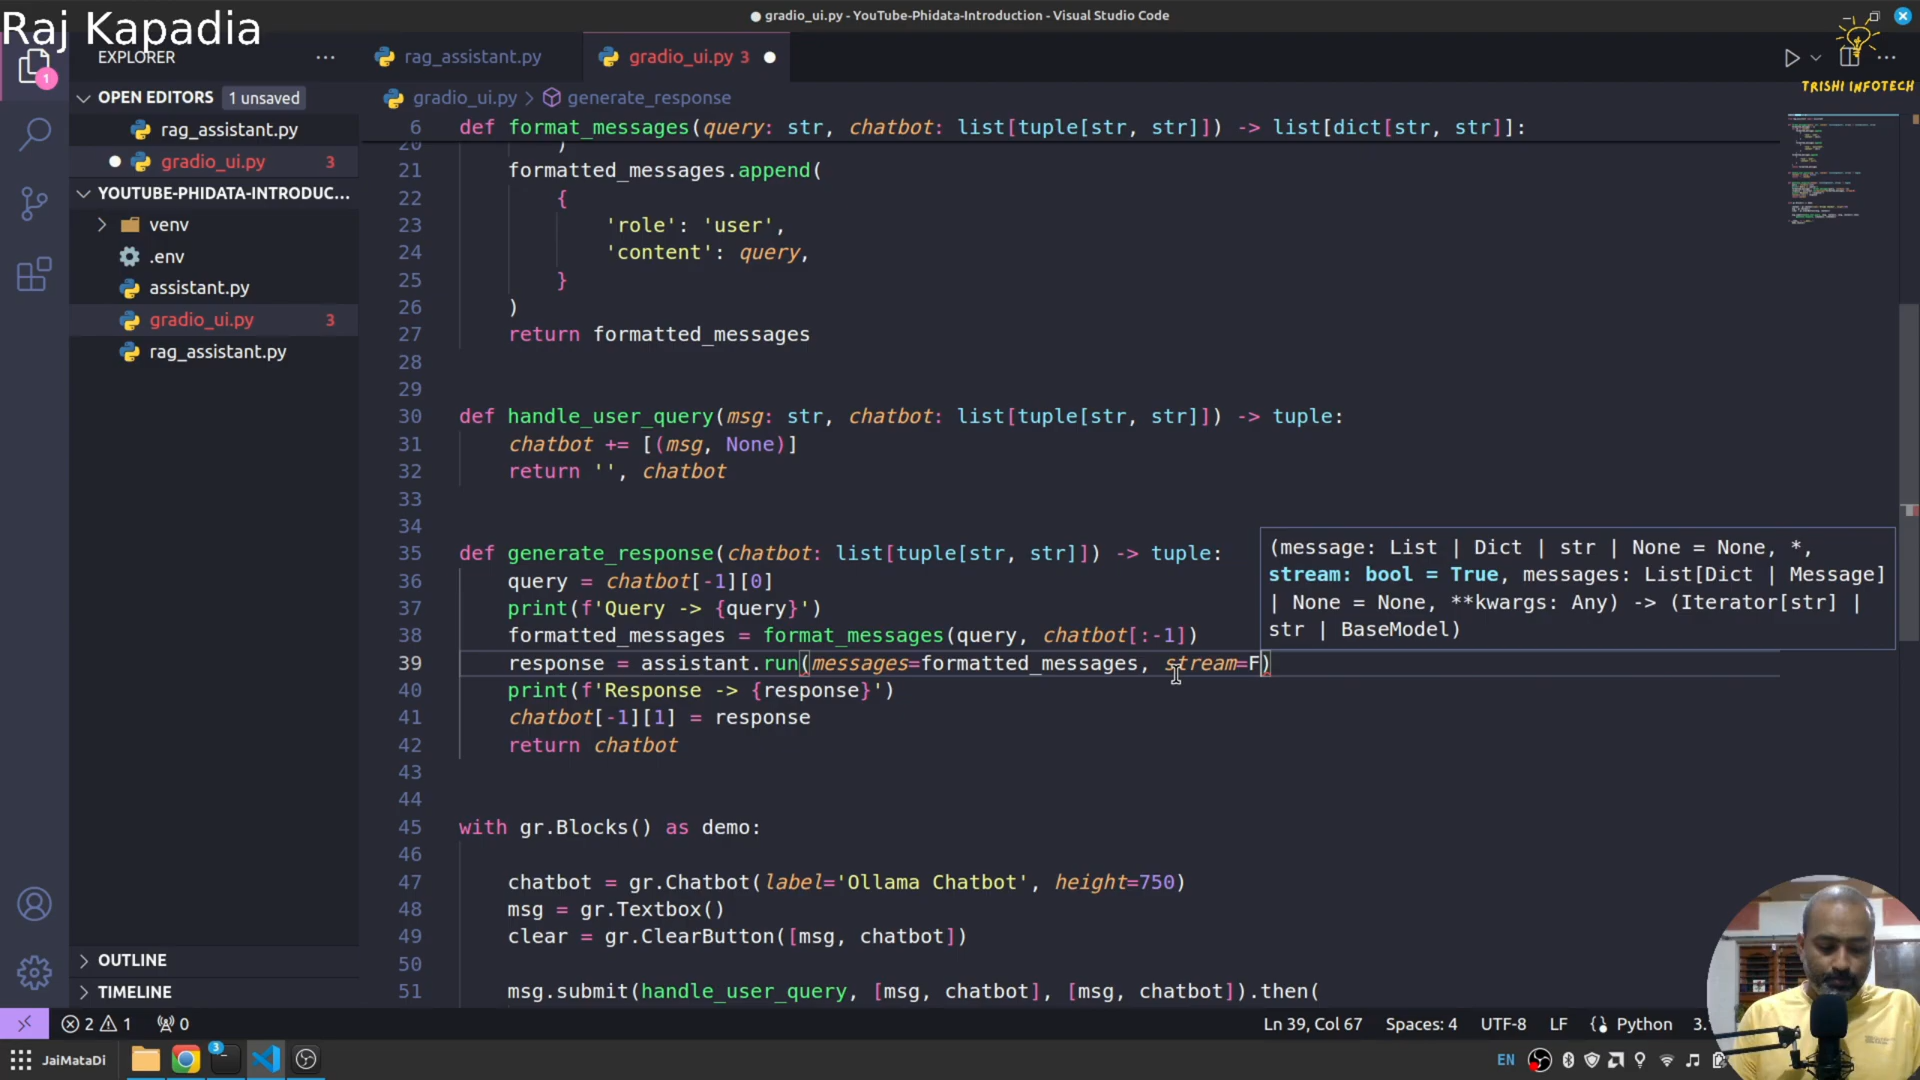 Raj Kapadia
gradio_ui.py - YouTube-Phidata-Introduction - Visual Studio Code
TRISHI INFOTECH
EXPLORER
1
rag_assistant.py
gradio_ui.py 3
OPEN EDITORS 1 unsaved
rag_assistant.py
gradio_ui.py 3
YOUTUBE-PHIDATA-INTRODUC...
venv
.env
assistant.py
gradio_ui.py 3
rag_assistant.py
OUTLINE
TIMELINE
gradio_ui.py > generate_response
6 def format_messages(query: str, chatbot: list[tuple[str, str]]) -> list[dict[str, str]]:
20 )
21 formatted_messages.append(
22 {
23 'role': 'user',
24 'content': query,
25 }
26 )
27 return formatted_messages
28
29
30 def handle_user_query(msg: str, chatbot: list[tuple[str, str]]) -> tuple:
31 chatbot += [(msg, None)]
32 return '', chatbot
33
34
35 def generate_response(chatbot: list[tuple[str, str]]) -> tuple:
36 query = chatbot[-1][0]
37 print(f'Query -> {query}')
38 formatted_messages = format_messages(query, chatbot[:-1])
39 response = assistant.run(messages=formatted_messages, stream=F)
40 print(f'Response -> {response}')
41 chatbot[-1][1] = response
42 return chatbot
43
44
45 with gr.Blocks() as demo:
46
47 chatbot = gr.Chatbot(label='Ollama Chatbot', height=750)
48 msg = gr.Textbox()
49 clear = gr.ClearButton([msg, chatbot])
50
51 msg.submit(handle_user_query, [msg, chatbot], [msg, chatbot]).then(
(message: List | Dict | str | None = None, *,
stream: bool = True, messages: List[Dict | Message]
| None = None, **kwargs: Any) -> (Iterator[str] |
str | BaseModel)
2 1 0
Ln 39, Col 67 Spaces: 4 UTF-8 LF Python 3.
JaiMataDi
3
EN